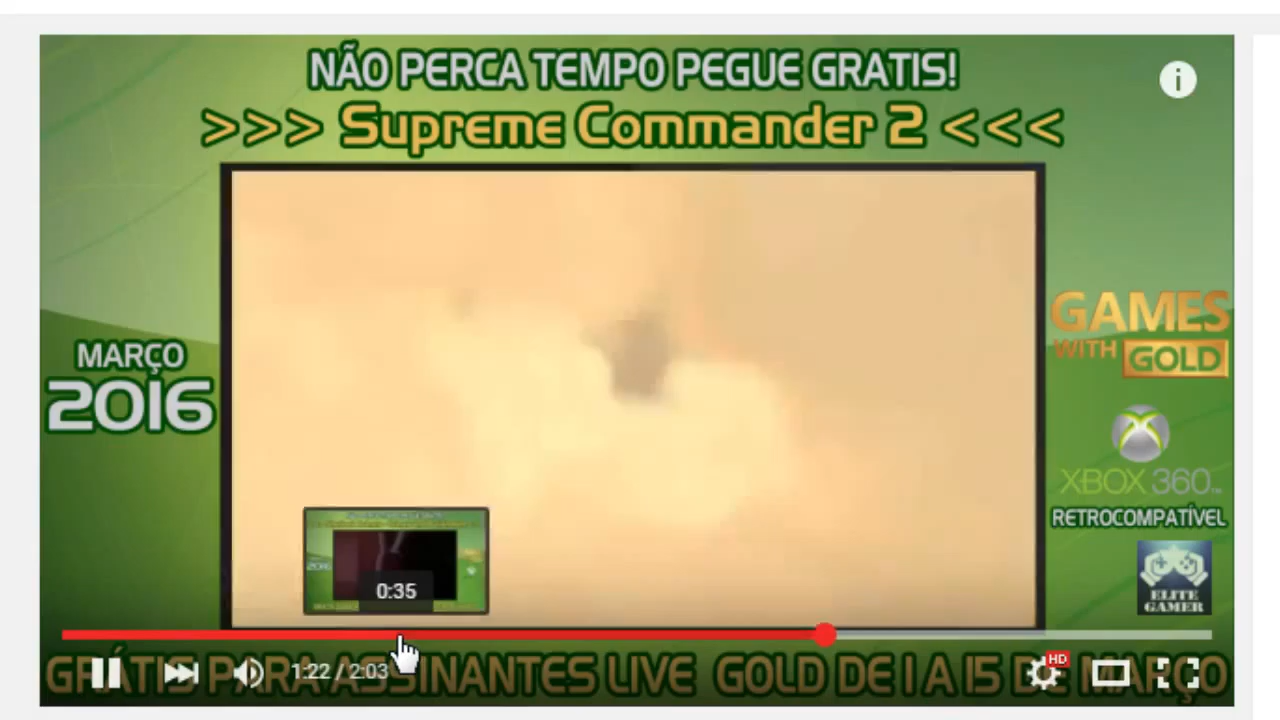 NÃO PERCA TEMPO PEGUE GRATIS!
>>> Supreme Commander 2 <<<
i
MARÇO
2016
GAMES
WITH GOLD
XBOX 360™
RETROCOMPATÍVEL
ELITE
GAMER
0:35
1:22 / 2:03
HD
GRÁTIS PARA ASSINANTES LIVE GOLD DE 1 A 15 DE MARÇO